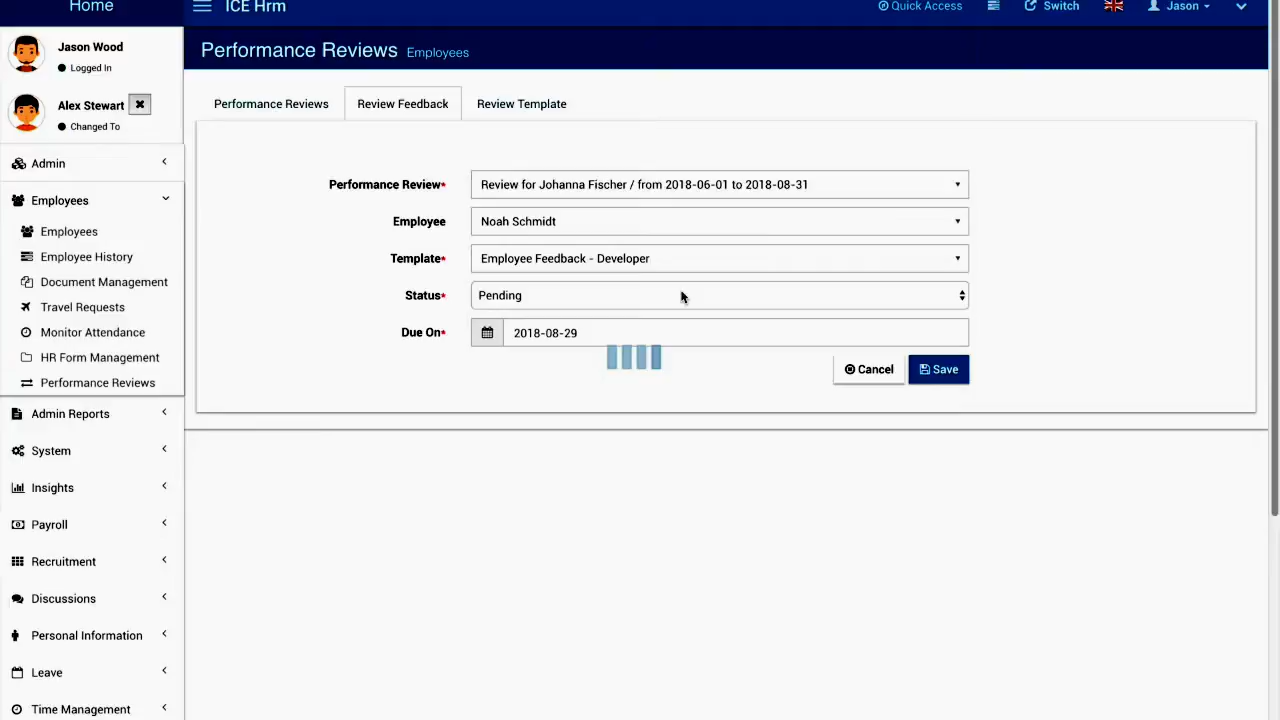 Home
ICE Hrm
Quick Access
Switch
Jason
Jason Wood
Logged In
Alex Stewart
Changed To
Performance Reviews Employees
Performance Reviews
Review Feedback
Review Template
Admin
Employees
Employees
Employee History
Document Management
Travel Requests
Monitor Attendance
HR Form Management
Performance Reviews
Admin Reports
System
Insights
Payroll
Recruitment
Discussions
Personal Information
Leave
Time Management
Performance Review* Review for Johanna Fischer / from 2018-06-01 to 2018-08-31
Employee Noah Schmidt
Template* Employee Feedback - Developer
Status* Pending
Due On* 2018-08-29
Cancel
Save